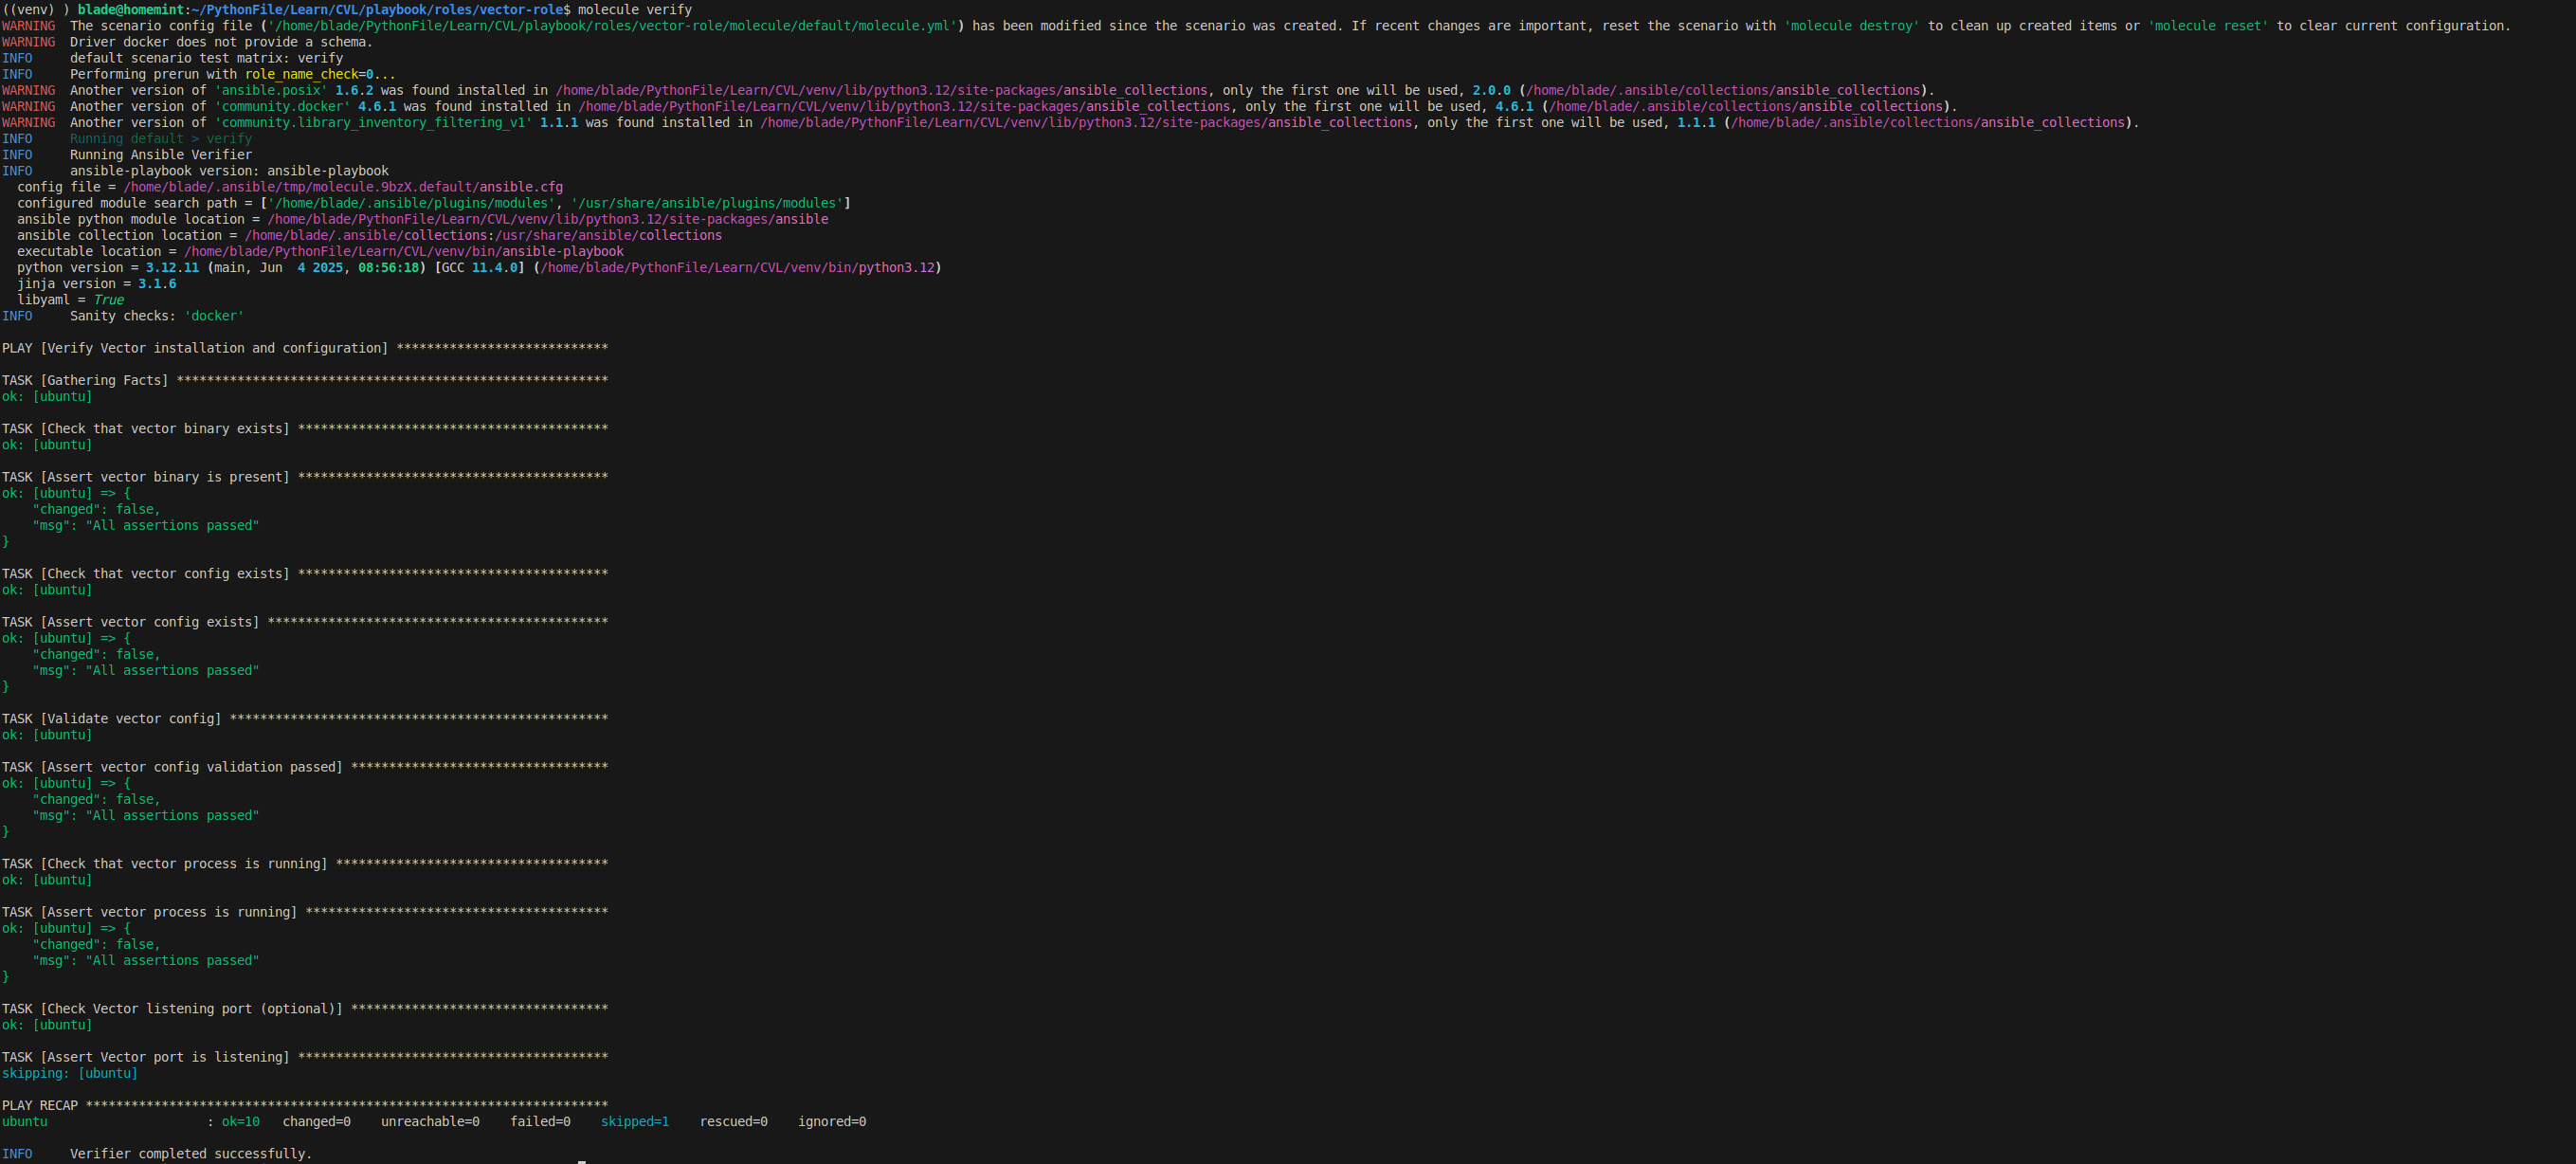 ((venv) ) blade@homemint:~/PythonFile/Learn/CVL/playbook/roles/vector-role$ molecule verify
WARNING  The scenario config file ('/home/blade/PythonFile/Learn/CVL/playbook/roles/vector-role/molecule/default/molecule.yml') has been modified since the scenario was created. If recent changes are important, reset the scenario with 'molecule destroy' to clean up created items or 'molecule reset' to clear current configuration.
WARNING  Driver docker does not provide a schema.
INFO     default scenario test matrix: verify
INFO     Performing prerun with role_name_check=0...
WARNING  Another version of 'ansible.posix' 1.6.2 was found installed in /home/blade/PythonFile/Learn/CVL/venv/lib/python3.12/site-packages/ansible_collections, only the first one will be used, 2.0.0 (/home/blade/.ansible/collections/ansible_collections).
WARNING  Another version of 'community.docker' 4.6.1 was found installed in /home/blade/PythonFile/Learn/CVL/venv/lib/python3.12/site-packages/ansible_collections, only the first one will be used, 4.6.1 (/home/blade/.ansible/collections/ansible_collections).
WARNING  Another version of 'community.library_inventory_filtering_v1' 1.1.1 was found installed in /home/blade/PythonFile/Learn/CVL/venv/lib/python3.12/site-packages/ansible_collections, only the first one will be used, 1.1.1 (/home/blade/.ansible/collections/ansible_collections).
INFO     Running default > verify
INFO     Running Ansible Verifier
INFO     ansible-playbook version: ansible-playbook
  config file = /home/blade/.ansible/tmp/molecule.9bzX.default/ansible.cfg
  configured module search path = ['/home/blade/.ansible/plugins/modules', '/usr/share/ansible/plugins/modules']
  ansible python module location = /home/blade/PythonFile/Learn/CVL/venv/lib/python3.12/site-packages/ansible
  ansible collection location = /home/blade/.ansible/collections:/usr/share/ansible/collections
  executable location = /home/blade/PythonFile/Learn/CVL/venv/bin/ansible-playbook
  python version = 3.12.11 (main, Jun  4 2025, 08:56:18) [GCC 11.4.0] (/home/blade/PythonFile/Learn/CVL/venv/bin/python3.12)
  jinja version = 3.1.6
  libyaml = True
INFO     Sanity checks: 'docker'
PLAY [Verify Vector installation and configuration] ****************************
TASK [Gathering Facts] *********************************************************
ok: [ubuntu]
TASK [Check that vector binary exists] *****************************************
ok: [ubuntu]
TASK [Assert vector binary is present] *****************************************
ok: [ubuntu] => {
    "changed": false,
    "msg": "All assertions passed"
}
TASK [Check that vector config exists] *****************************************
ok: [ubuntu]
TASK [Assert vector config exists] *********************************************
ok: [ubuntu] => {
    "changed": false,
    "msg": "All assertions passed"
}
TASK [Validate vector config] **************************************************
ok: [ubuntu]
TASK [Assert vector config validation passed] **********************************
ok: [ubuntu] => {
    "changed": false,
    "msg": "All assertions passed"
}
TASK [Check that vector process is running] ************************************
ok: [ubuntu]
TASK [Assert vector process is running] ****************************************
ok: [ubuntu] => {
    "changed": false,
    "msg": "All assertions passed"
}
TASK [Check Vector listening port (optional)] **********************************
ok: [ubuntu]
TASK [Assert Vector port is listening] *****************************************
skipping: [ubuntu]
PLAY RECAP *********************************************************************
ubuntu                     : ok=10   changed=0    unreachable=0    failed=0    skipped=1    rescued=0    ignored=0
INFO     Verifier completed successfully.